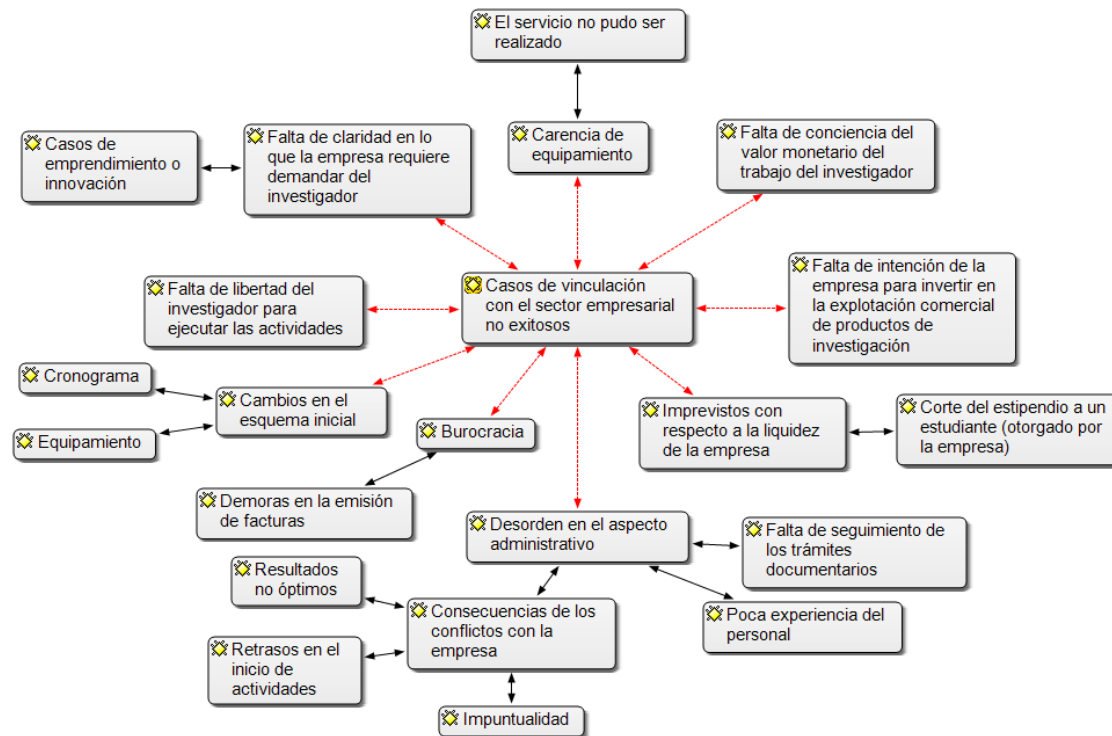 El servicio no pudo ser
realizado
Casos de
emprendimiento o
innovación
Falta de claridad en lo
que la empresa requiere
demandar del
investigador
Carencia de
equipamiento
Falta de conciencia del
valor monetario del
trabajo del investigador
Falta de libertad del
investigador para
ejecutar las actividades
Casos de vinculación
con el sector empresarial
no exitosos
Falta de intención de la
empresa para invertir en
la explotación comercial
de productos de
investigación
Cronograma
Equipamiento
Cambios en el
esquema inicial
Burocracia
Imprevistos con
respecto a la liquidez
de la empresa
Corte del estipendio a un
estudiante (otorgado por
la empresa)
Demoras en la emisión
de facturas
Desorden en el aspecto
administrativo
Falta de seguimiento de
los trámites
documentarios
Resultados
no óptimos
Consecuencias de los
conflictos con la
empresa
Poca experiencia del
personal
Retrasos en el
inicio de
actividades
Impuntualidad